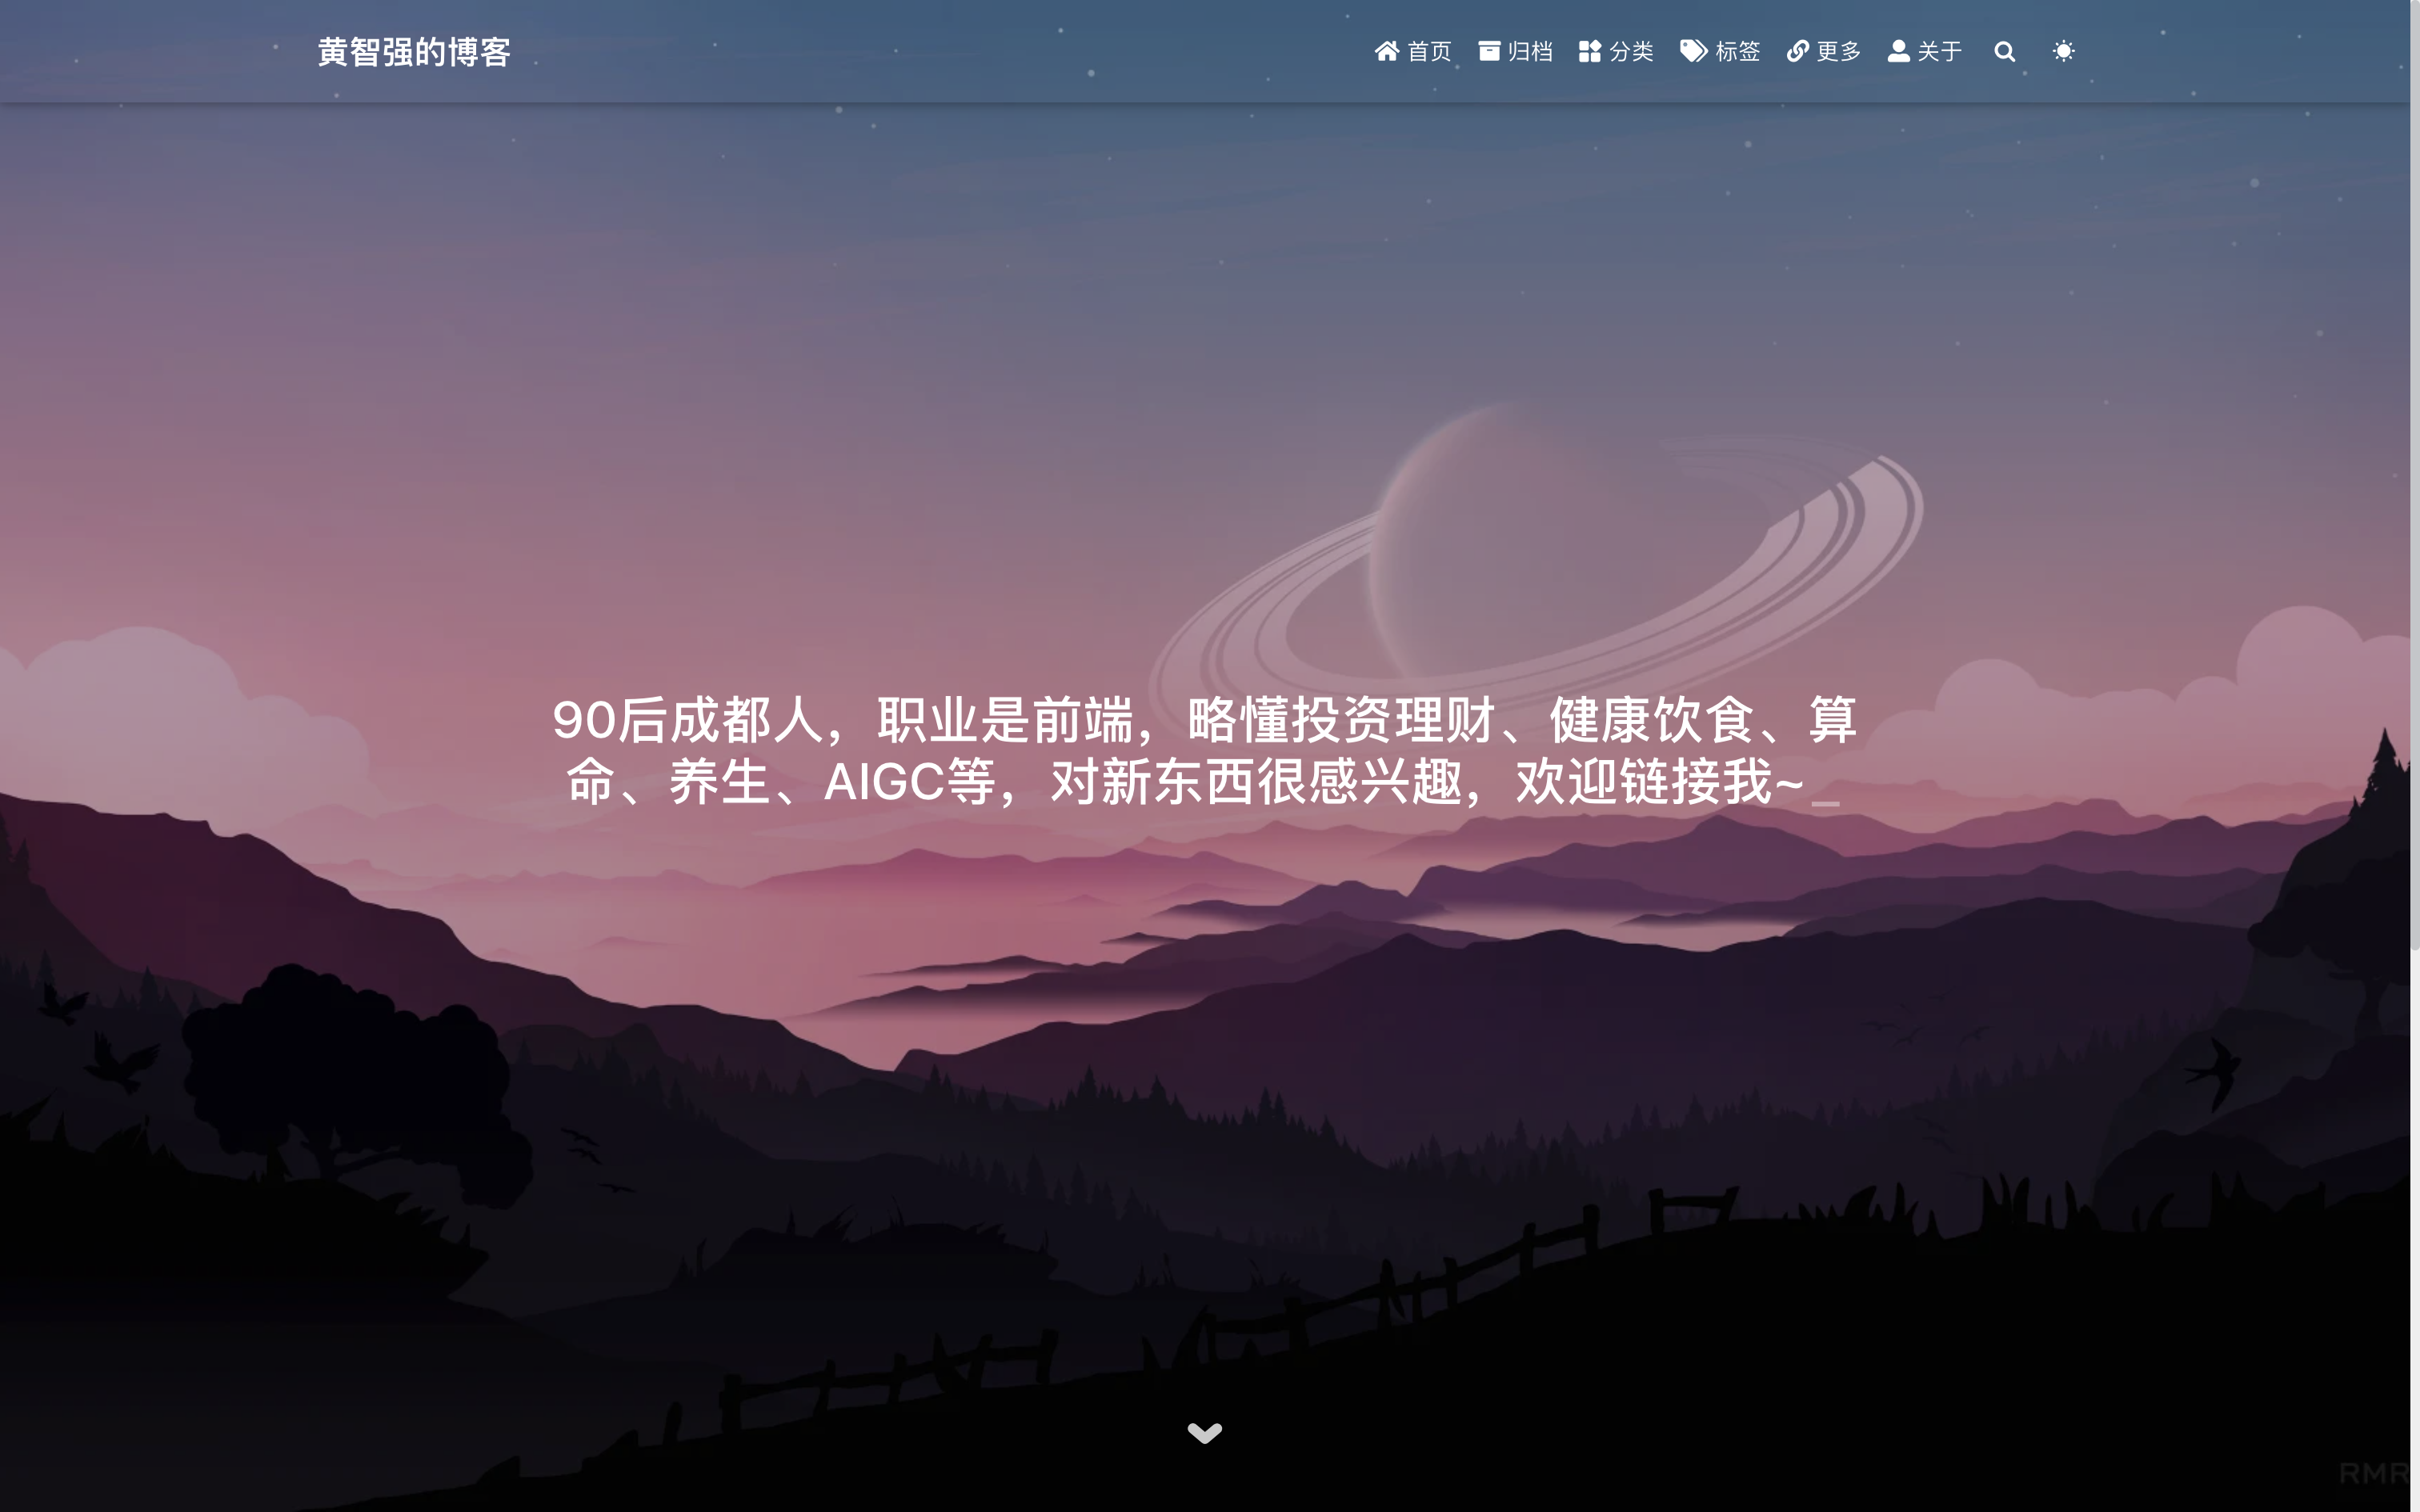 黄智强的博客
首页 归档 分类 标签 更多 关于
90后成都人，职业是前端，略懂投资理财、健康饮食、算
命、养生、AIGC等，对新东西很感兴趣，欢迎链接我~_
RMR